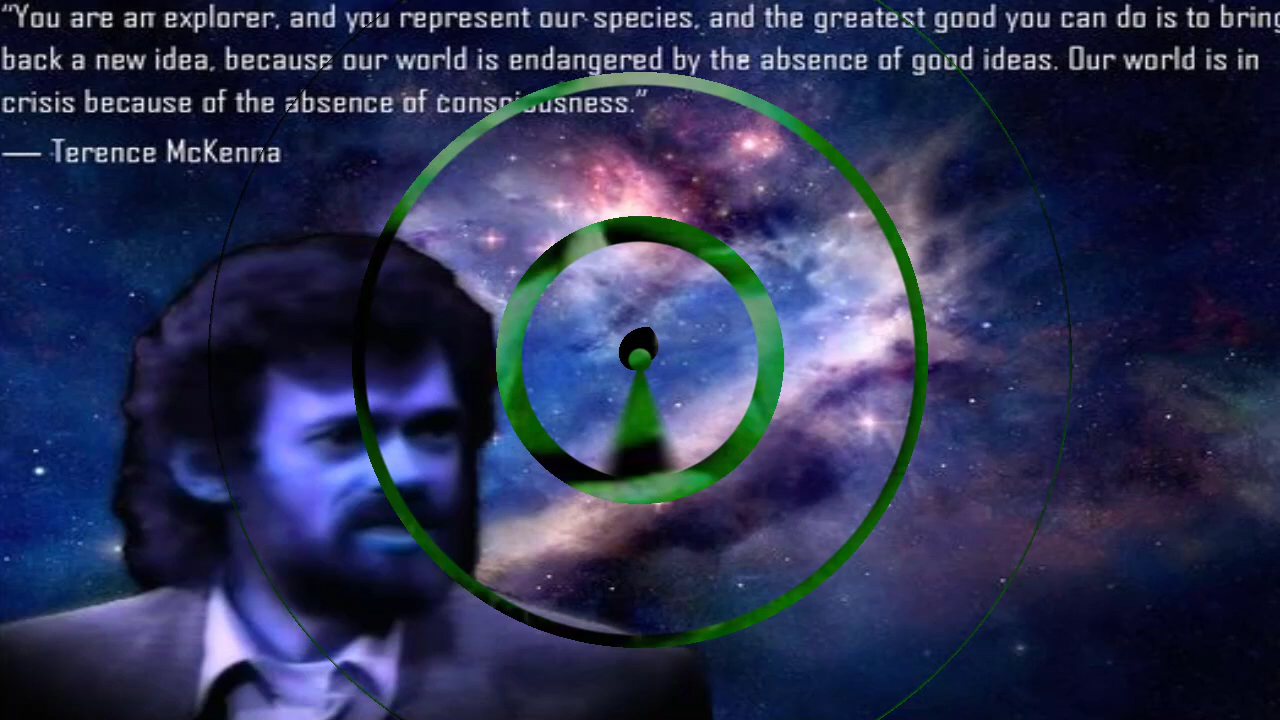 “You are an explorer, and you represent our species, and the greatest good you can do is to bring
back a new idea, because our world is endangered by the absence of good ideas. Our world is in
crisis because of the absence of consciousness.”
— Terence McKenna